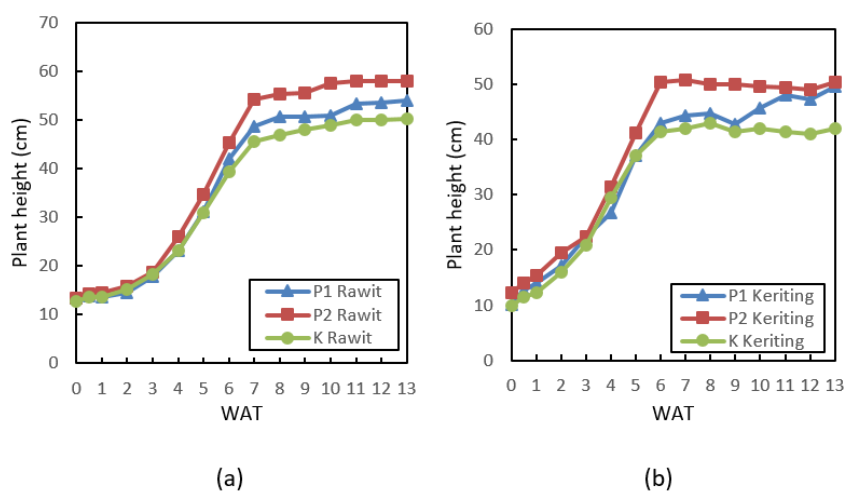 70
60
50
40
30
20
10
0
Plant height (cm)
P1 Rawit
P2 Rawit
K Rawit
0 1 2 3 4 5 6 7 8 9 10 11 12 13
WAT
(a)
60
50
40
30
20
10
0
Plant height (cm)
P1 Keriting
P2 Keriting
K Keriting
0 1 2 3 4 5 6 7 8 9 10 11 12 13
WAT
(b)